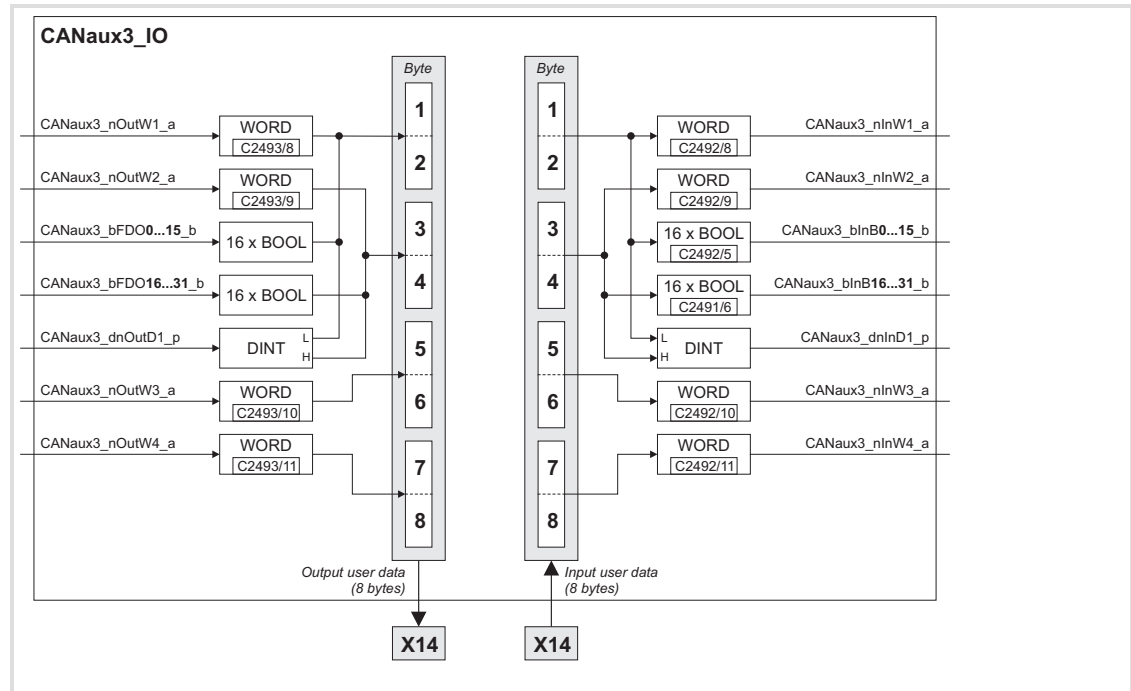 CANaux3_IO
Byte
Byte
CANaux3_nOutW1_a
WORD
C2493/8
CANaux3_nOutW2_a
WORD
C2493/9
CANaux3_bFDO0...15_b
16 x BOOL
CANaux3_bFDO16...31_b
16 x BOOL
CANaux3_dnOutD1_p
DINT
L
H
CANaux3_nOutW3_a
WORD
C2493/10
CANaux3_nOutW4_a
WORD
C2493/11
1
2
3
4
5
6
7
8
1
2
3
4
5
6
7
8
WORD
C2492/8
CANaux3_nInW1_a
WORD
C2492/9
CANaux3_nInW2_a
16 x BOOL
C2492/5
CANaux3_bInB0...15_b
16 x BOOL
C2491/6
CANaux3_bInB16...31_b
L
H
DINT
CANaux3_dnInD1_p
WORD
C2492/10
CANaux3_nInW3_a
WORD
C2492/11
CANaux3_nInW4_a
Output user data
(8 bytes)
Input user data
(8 bytes)
X14
X14